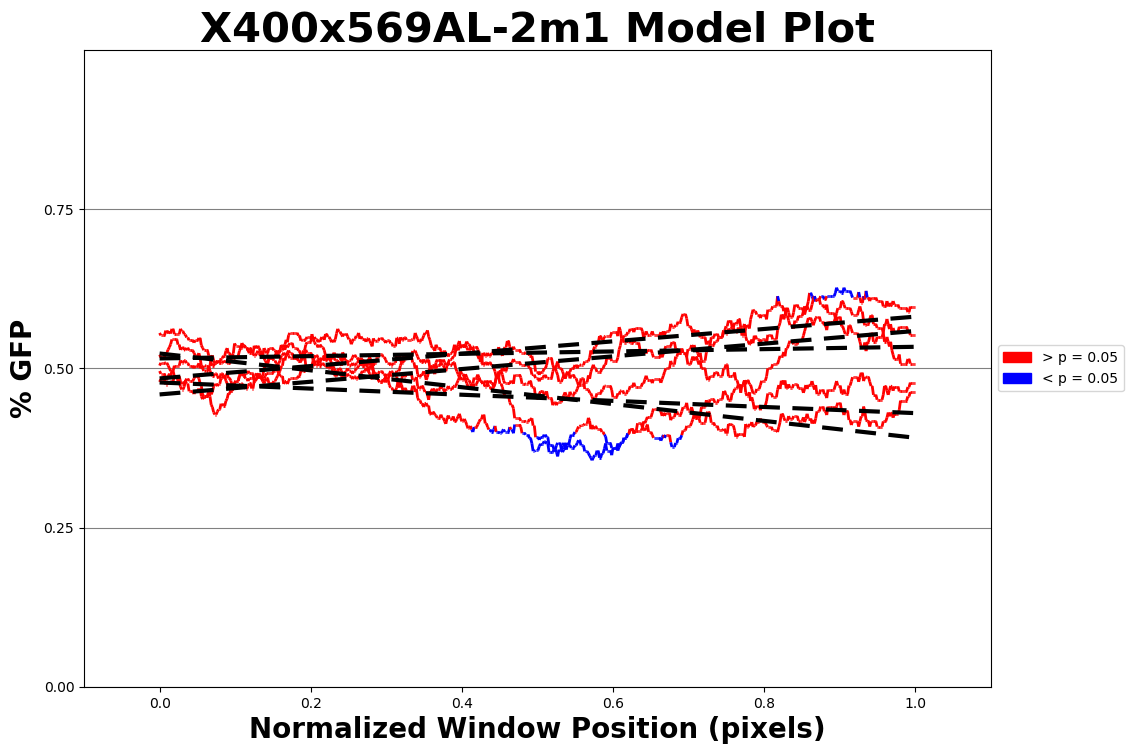 X400x569AL-2m1 Model Plot
% GFP
0.75
0.50
0.25
0.00
0.0 0.2 0.4 0.6 0.8 1.0
Normalized Window Position (pixels)
> p = 0.05
< p = 0.05